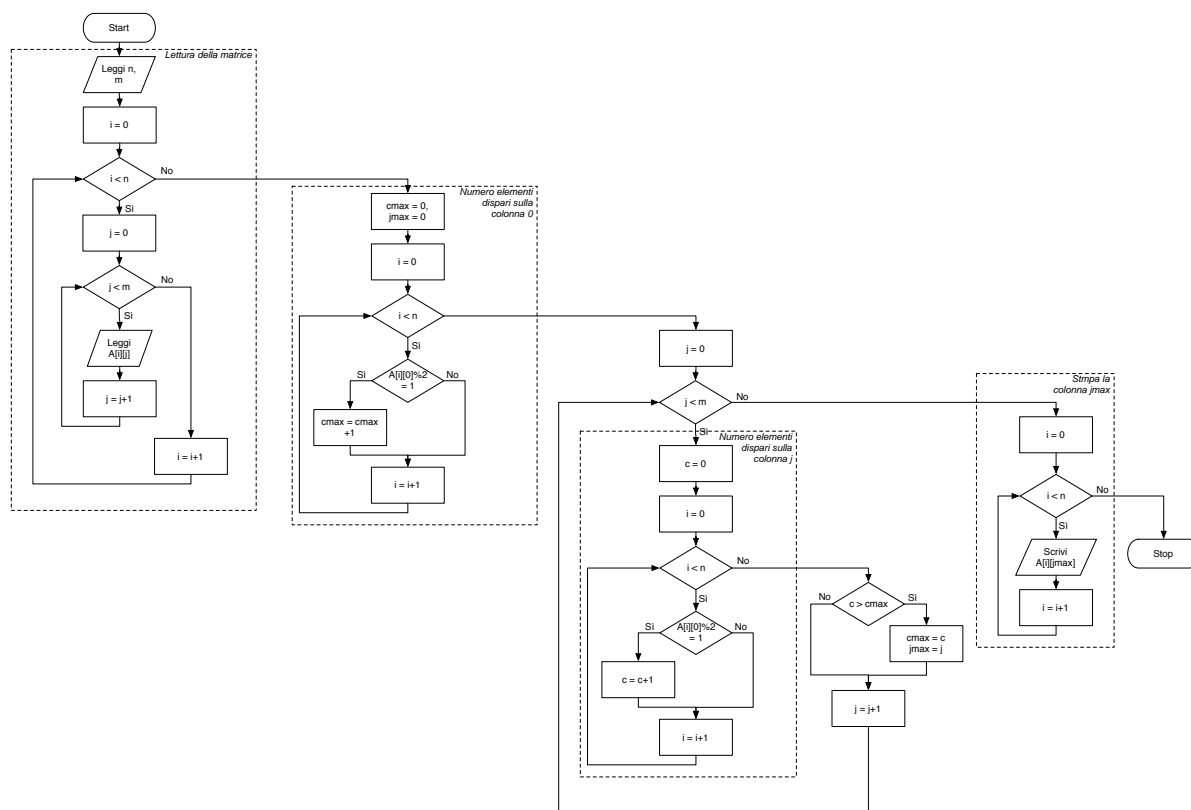 Start
Lettura della matrice
Leggi n,
m
i = 0
i < n
No
Sì
j = 0
j < m
No
Sì
Leggi
A[i][j]
j = j+1
i = i+1
Numero elementi
dispari sulla
colonna 0
cmax = 0,
jmax = 0
i = 0
i < n
No
Sì
A[i][0]%2
= 1
Sì
No
cmax = cmax
+1
i = i+1
j = 0
j < m
No
Sì
Numero elementi
dispari sulla
colonna j
c = 0
i = 0
i < n
No
Sì
A[i][0]%2
= 1
Sì
No
c = c+1
i = i+1
c > cmax
No
Sì
cmax = c
jmax = j
j = j+1
Stmpa la
colonna jmax
i = 0
i < n
No
Sì
Scrivi
A[i][jmax]
i = i+1
Stop